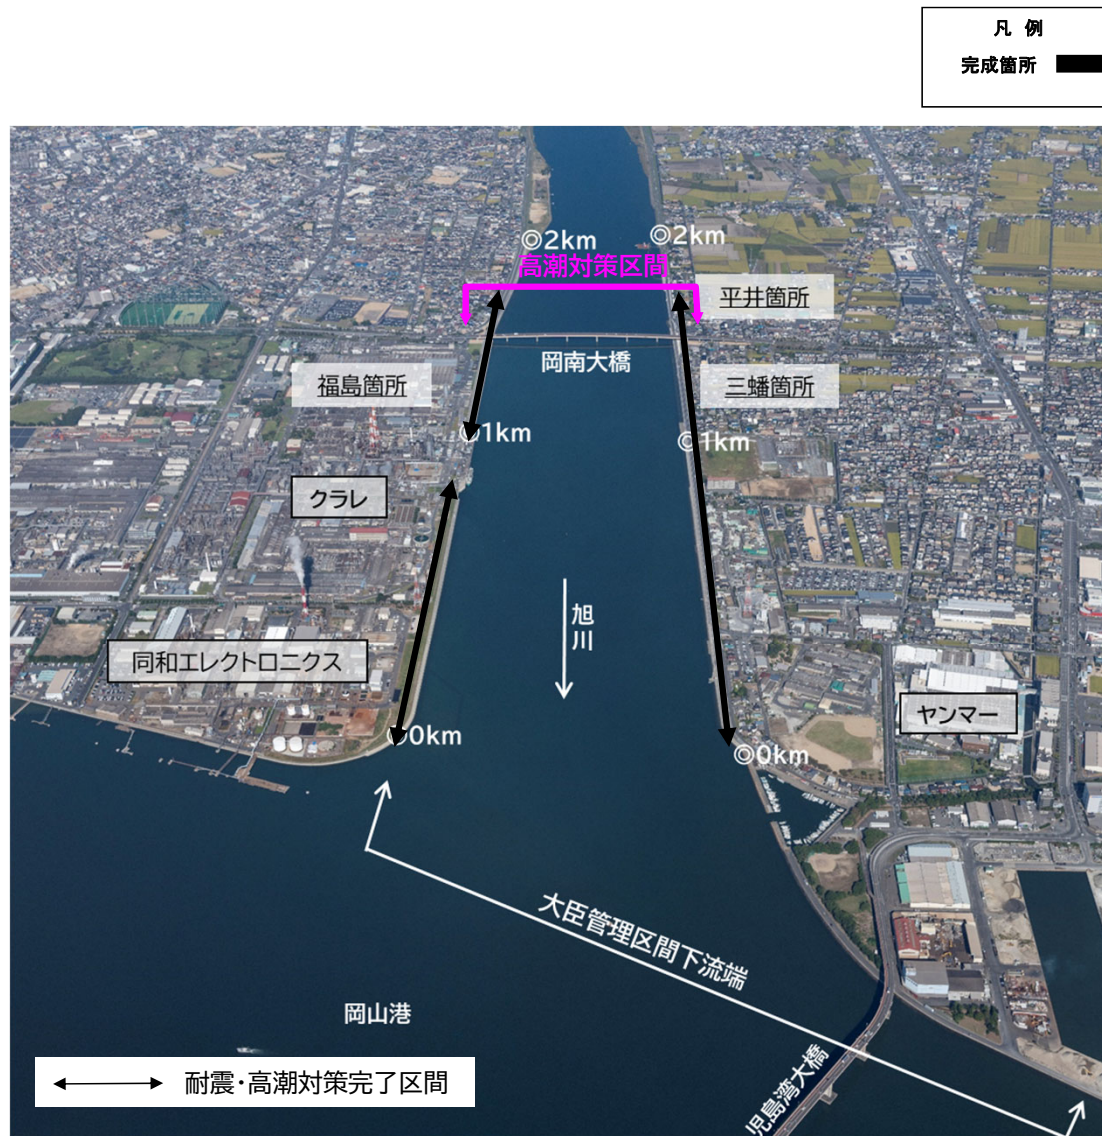 凡 例
完成箇所
◎2km
◎2km
高潮対策区間
平井箇所
岡南大橋
福島箇所
三蟠箇所
◎1km
◎1km
クラレ
旭川
同和エレクトロニクス
ヤンマー
◎0km
◎0km
大臣管理区間下流端
岡山港
児島湾大橋
耐震・高潮対策完了区間